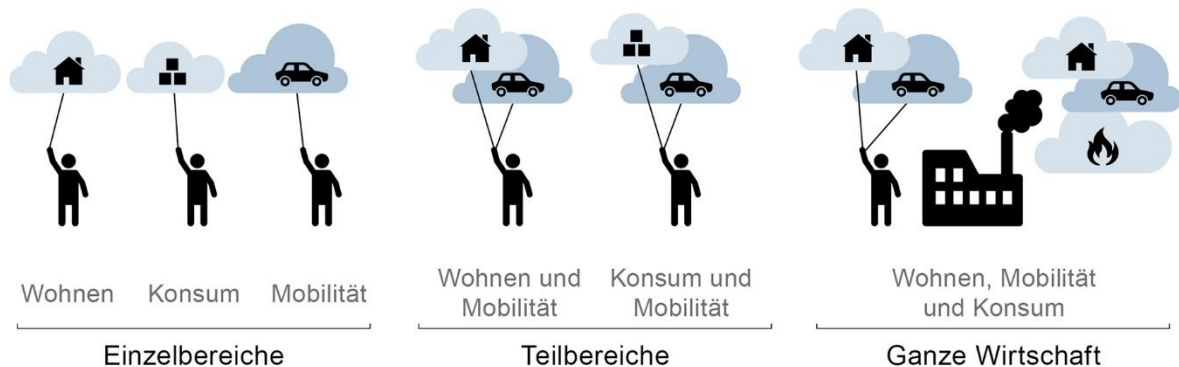 Wohnen
Konsum
Mobilität
Einzelbereiche
Wohnen und
Mobilität
Konsum und
Mobilität
Teilbereiche
Wohnen, Mobilität
und Konsum
Ganze Wirtschaft